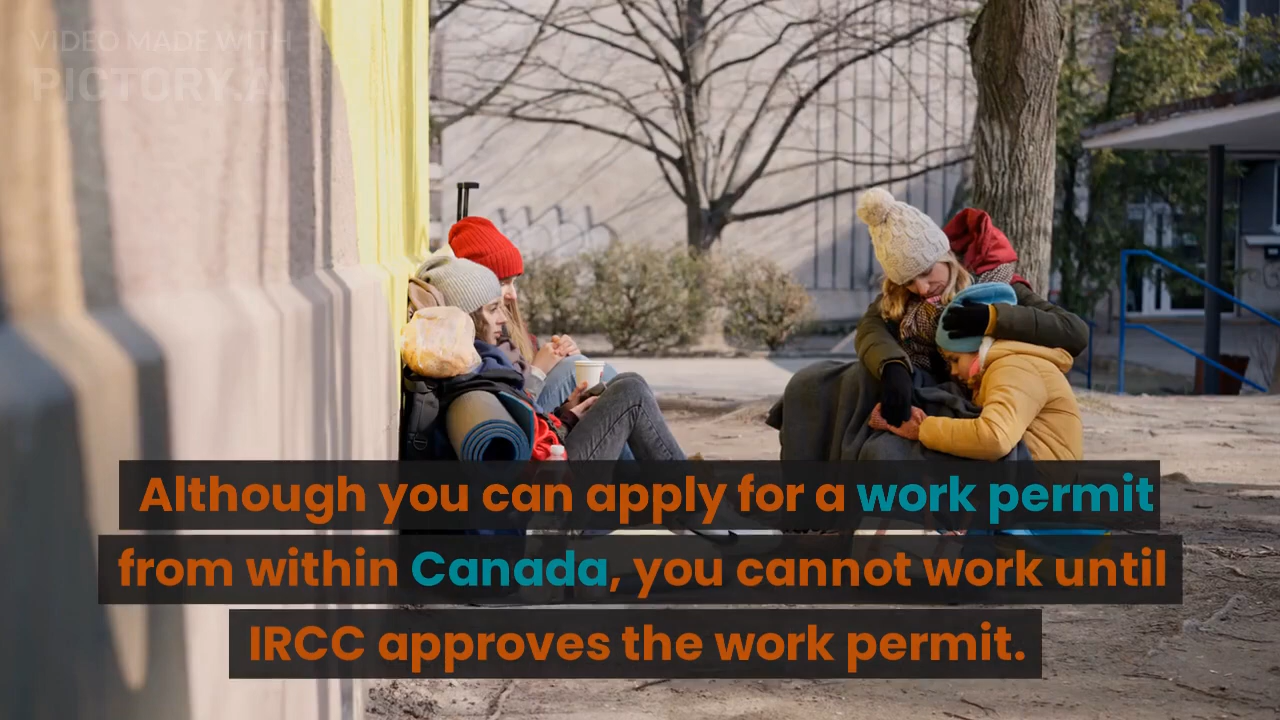 VIDEO MADE WITH
PICTORY.AI
Although you can apply for a work permit
from within Canada, you cannot work until
IRCC approves the work permit.